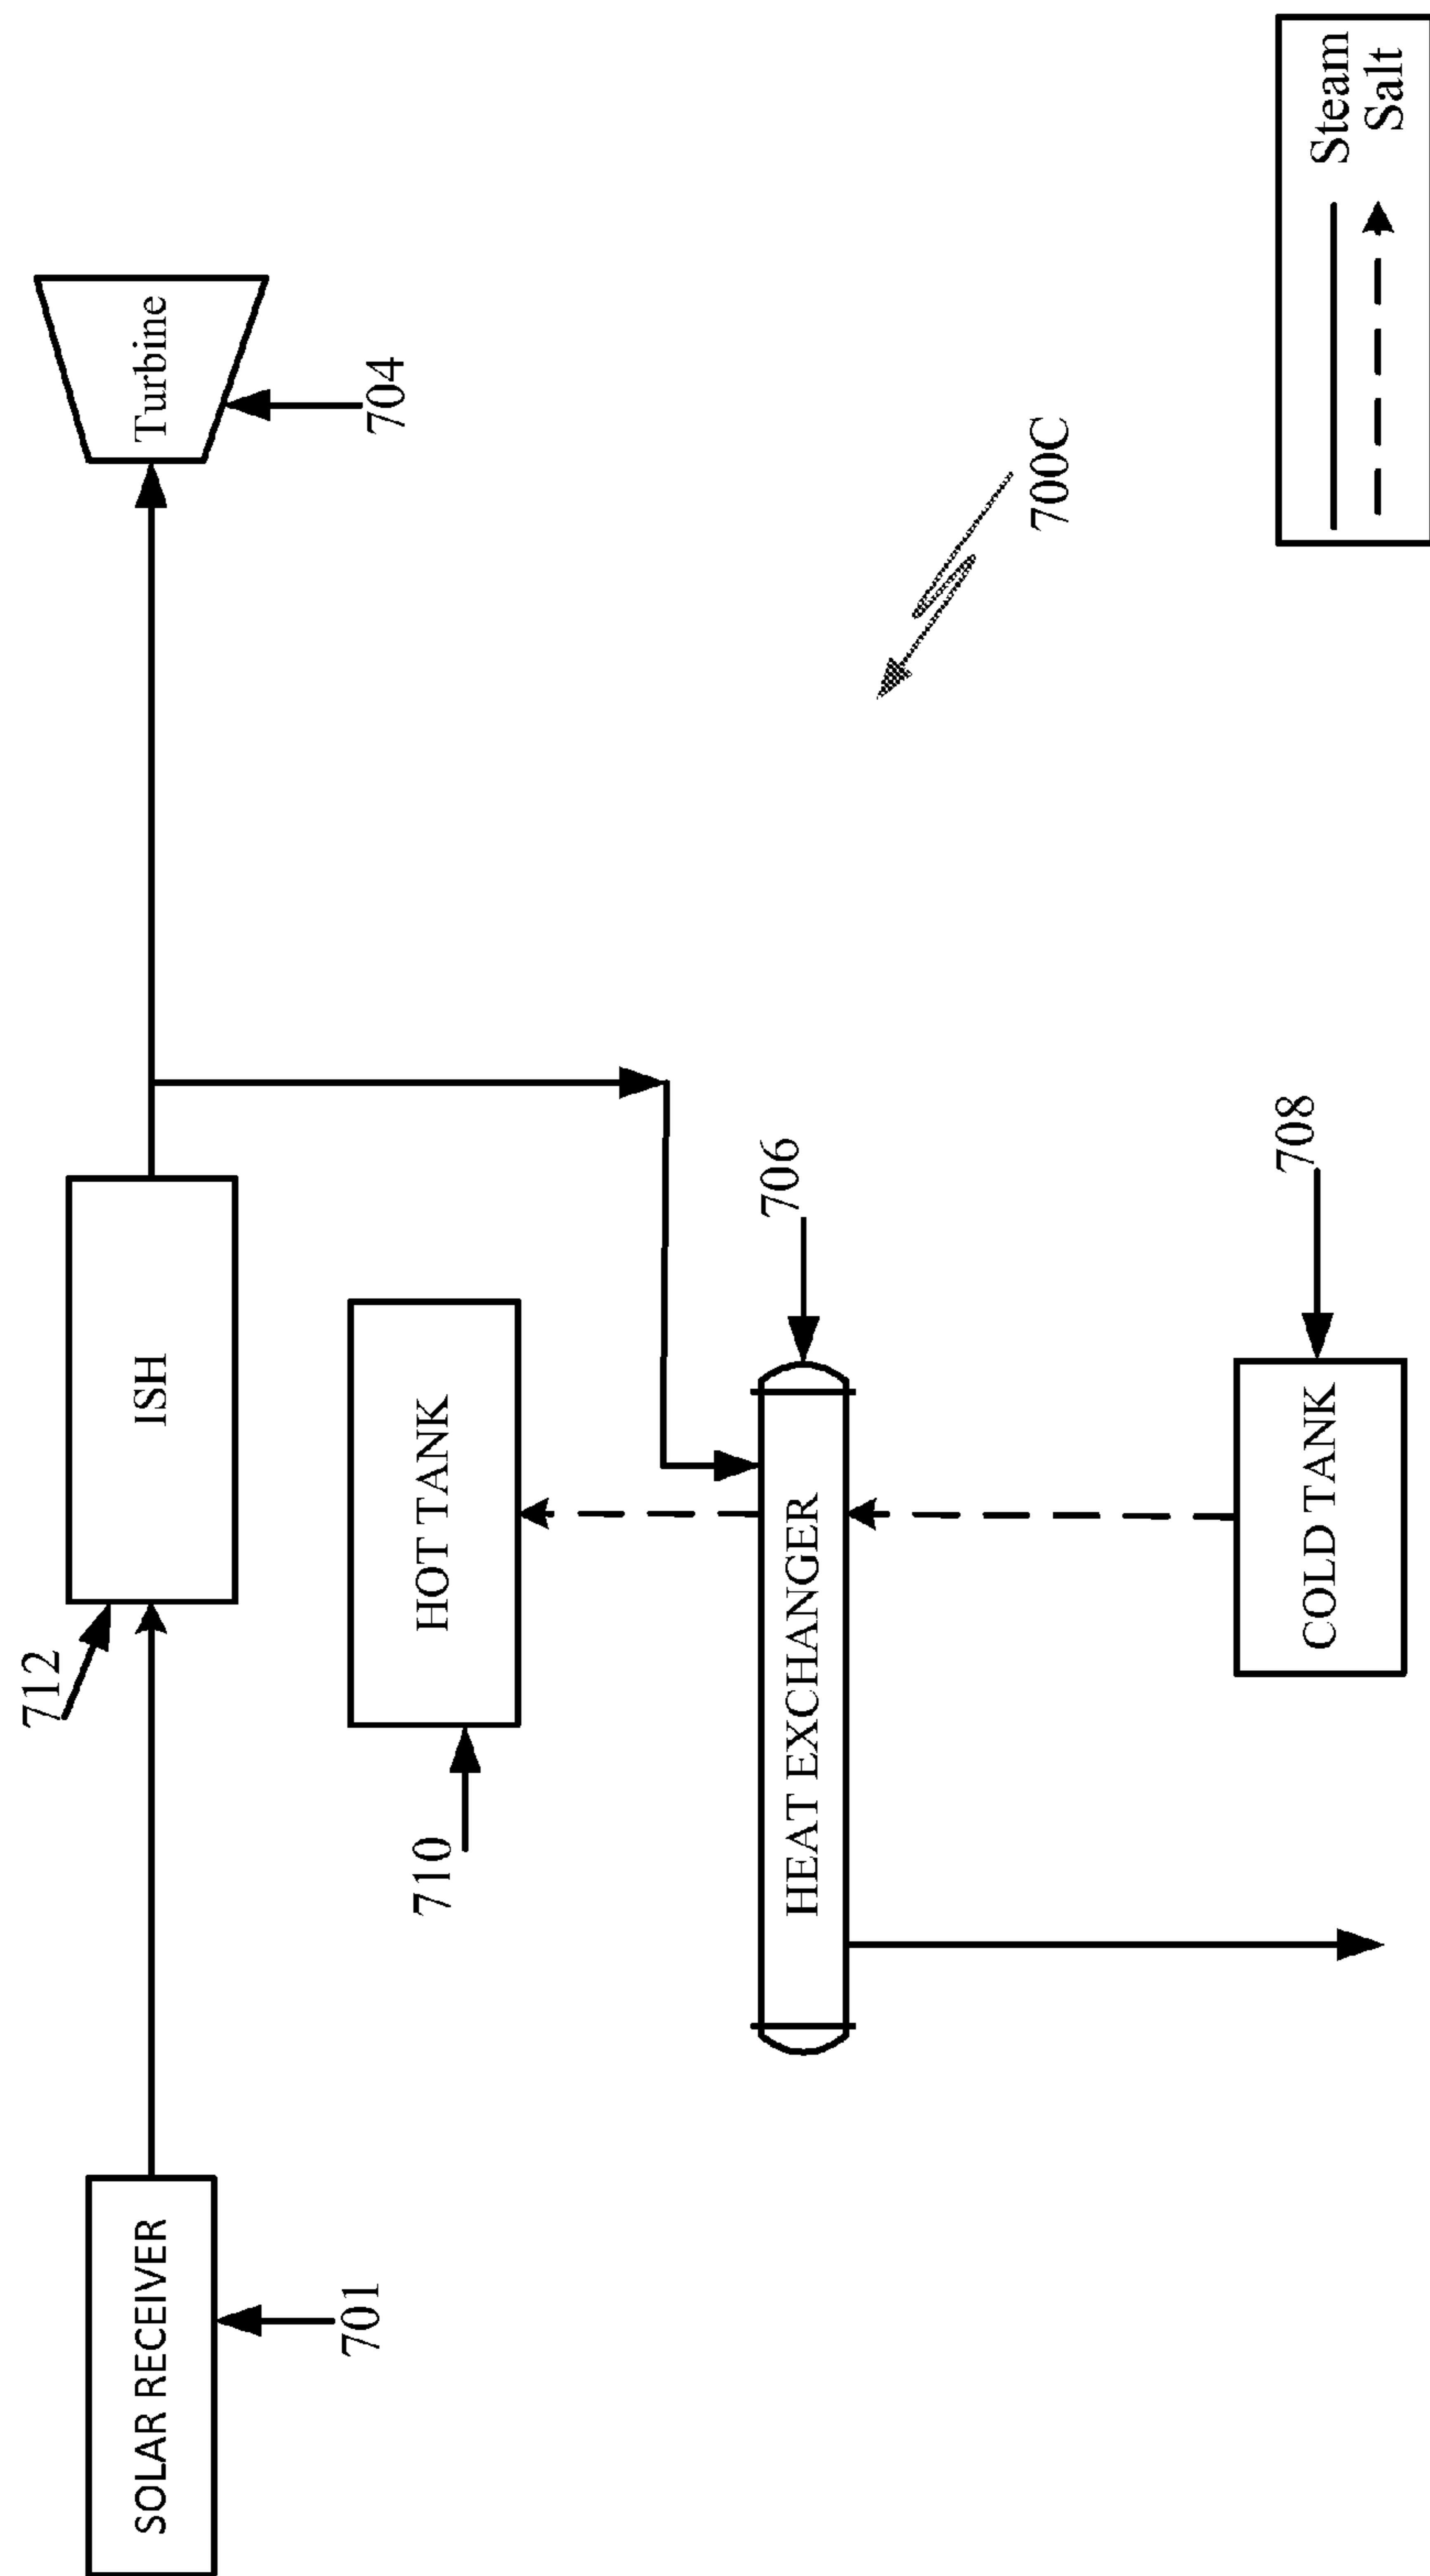 SOLAR RECEIVER
701
712
ISH
Turbine
704
710
HOT TANK
HEAT EXCHANGER
706
COLD TANK
708
700C
Steam
Salt